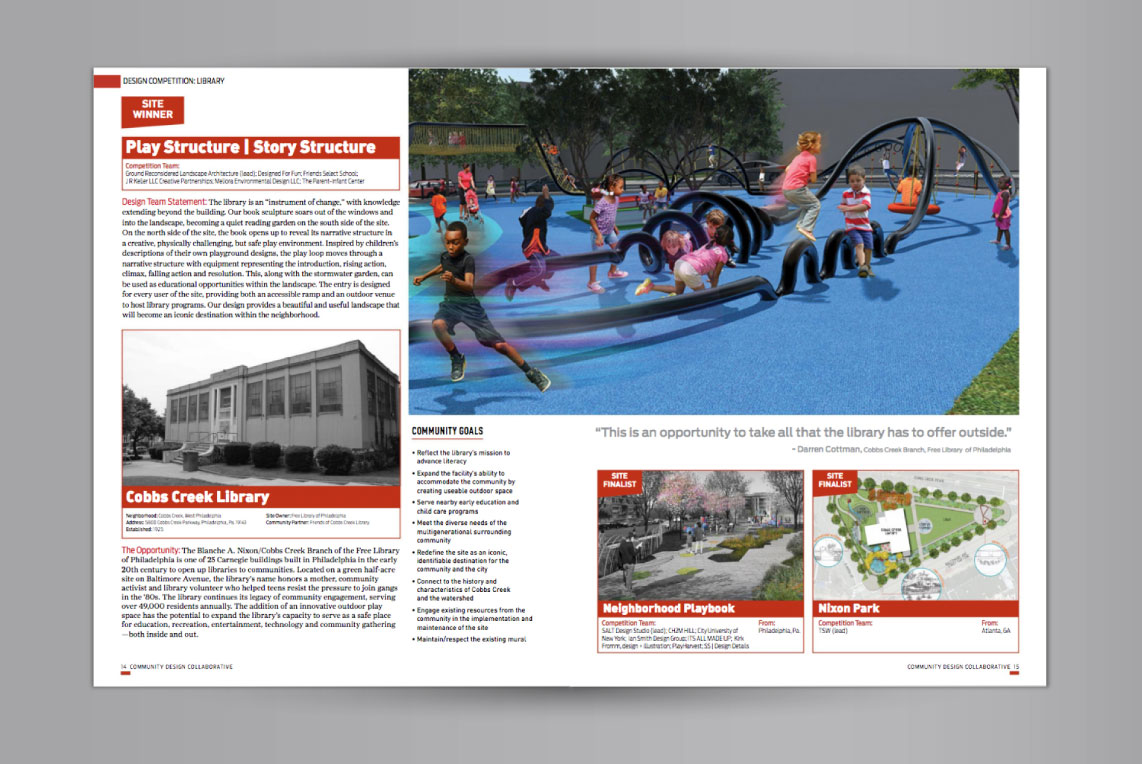 DESIGN COMPETITION: LIBRARY
SITE
WINNER
Play Structure | Story Structure
Competition Team:
Ground Reconsidered Landscape Architecture (lead); Designed For Fun; Friends Select School;
J R Keller LLC Creative Partnerships; Meliora Environmental Design LLC; The Parent-Infant Center
Design Team Statement: The library is an “instrument of change,” with knowledge
extending beyond the building. Our book sculpture soars out of the windows and
into the landscape, becoming a quiet reading garden on the south side of the site.
On the north side of the site, the book opens up to reveal its narrative structure in
a creative, physically challenging, but safe play environment. Inspired by children’s
descriptions of their own playground designs, the play loop moves through a
narrative structure with equipment representing the introduction, rising action,
climax, falling action and resolution. This, along with the stormwater garden, can
be used as educational opportunities within the landscape. The entry is designed
for every user of the site, providing both an accessible ramp and an outdoor venue
to host library programs. Our design provides a beautiful and useful landscape that
will become an iconic destination within the neighborhood.
Cobbs Creek Library
Neighborhood: Cobbs Creek, West Philadelphia
Address: Cobbs Creek Parkway, Philadelphia, Pa.
Established: 1925
Site Owner: Free Library of Philadelphia
Community Partner: Friends of Cobbs Creek Library
The Opportunity: The Blanche A. Nixon/Cobbs Creek Branch of the Free Library
of Philadelphia is one of 25 Carnegie buildings built in Philadelphia in the early
20th century to open up libraries to communities. Located on a green half-acre
site on Baltimore Avenue, the library’s name honors a mother, community
activist and library volunteer who helped teens resist the pressure to join gangs
in the ’80s. The library continues its legacy of community engagement, serving
over 49,000 residents annually. The addition of an innovative outdoor play
space has the potential to expand the library’s capacity to serve as a safe place
for education, recreation, entertainment, technology and community gathering
—both inside and out.
14 COMMUNITY DESIGN COLLABORATIVE
COMMUNITY GOALS
• Reflect the library’s mission to
advance literacy
• Expand the facility’s ability to
accommodate the community by
creating useable outdoor space
• Serve nearby early education and
child care programs
• Meet the diverse needs of the
multigenerational surrounding
community
• Redefine the site as an iconic,
identifiable destination for the
community and the city
• Connect to the history and
characteristics of Cobbs Creek
and the watershed
• Engage existing resources from the
community in the implementation and
maintenance of the site
• Maintain/respect the existing mural
“This is an opportunity to take all that the library has to offer outside.”
- Darren Cottman, Cobbs Creek Branch, Free Library of Philadelphia
SITE
FINALIST
Neighborhood Playbook
Competition Team:
SALT Design Studio (lead); CH2M HILL; City University of
New York; Ian Smith Design Group; ITS ALL MADE UP; Kirk
Fromm, design + illustration; PlayHarvest; SS | Design Details
From:
Philadelphia, Pa.
SITE
FINALIST
Nixon Park
Competition Team:
TSW (lead)
From:
Atlanta, GA
COMMUNITY DESIGN COLLABORATIVE 15